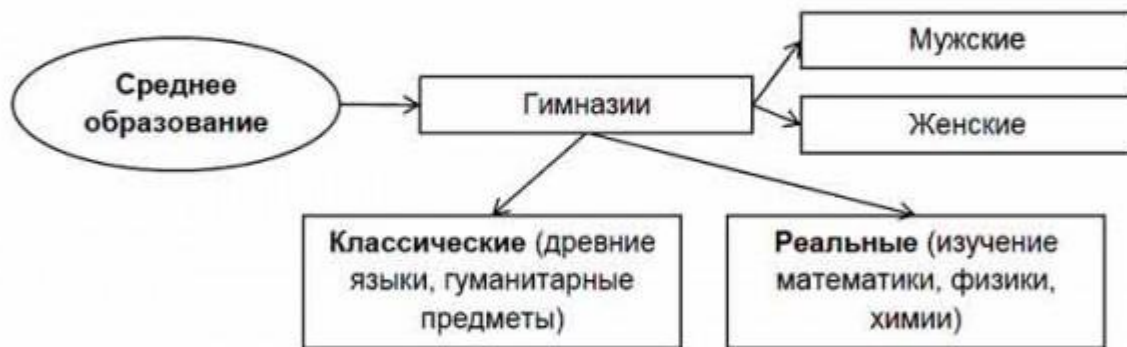 Среднее
образование
Гимназии
Мужские
Женские
Классические (древние
языки, гуманитарные
предметы)
Реальные (изучение
математики, физики,
химии)